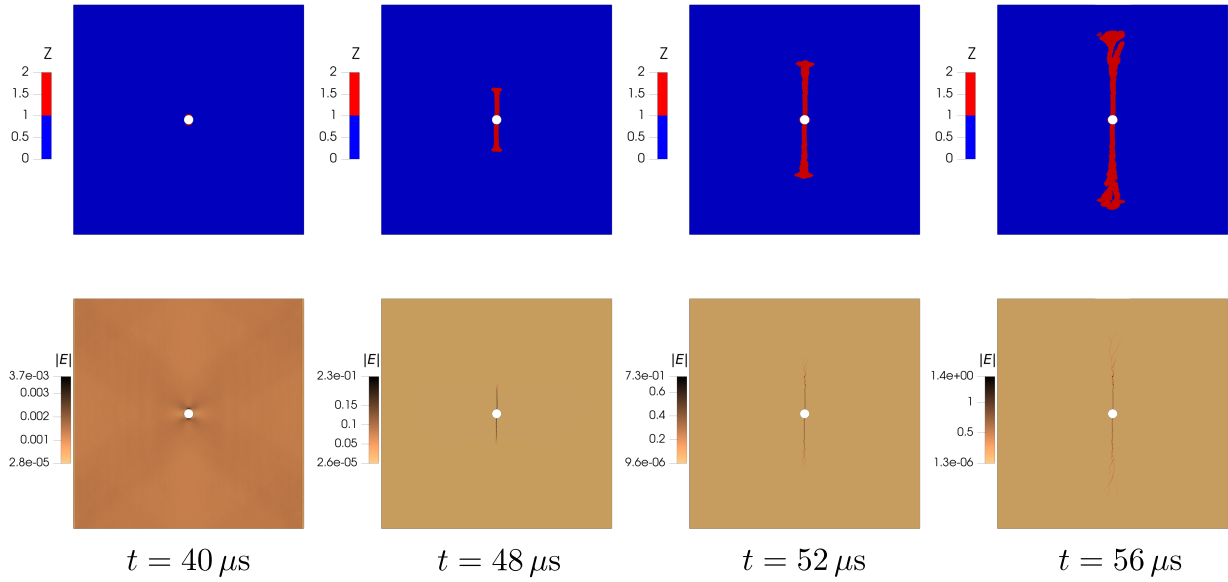 Z
2
1.5
1
0.5
0
Z
2
1.5
1
0.5
0
Z
2
1.5
1
0.5
0
Z
2
1.5
1
0.5
0
|E|
3.7e-03
0.003
0.002
0.001
2.8e-05
|E|
2.3e-01
0.15
0.1
0.05
2.6e-05
|E|
7.3e-01
0.6
0.4
0.2
9.6e-06
|E|
1.4e+00
1
0.5
1.3e-06
t = 40 μs
t = 48 μs
t = 52 μs
t = 56 μs